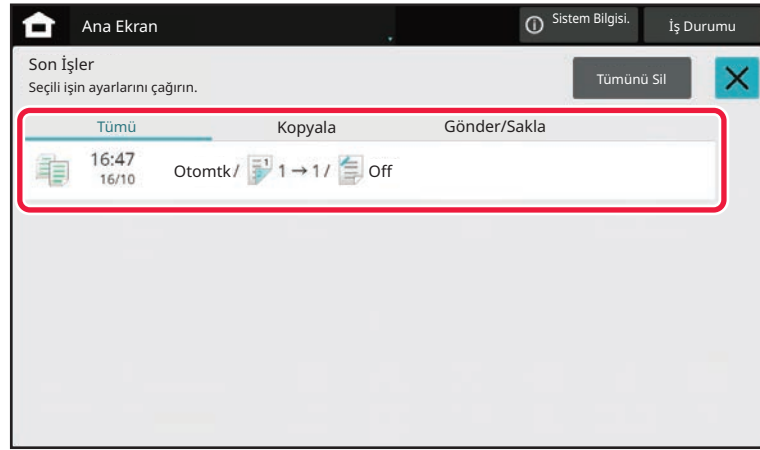 Ana Ekran
Sistem Bilgisi.
İş Durumu
Son İşler
Seçili işin ayarlarını çağırın.
Tümünü Sil
Tümü Kopyala Gönder/Sakla
16:47
16/10
Otomtk / 1 → 1 / Off